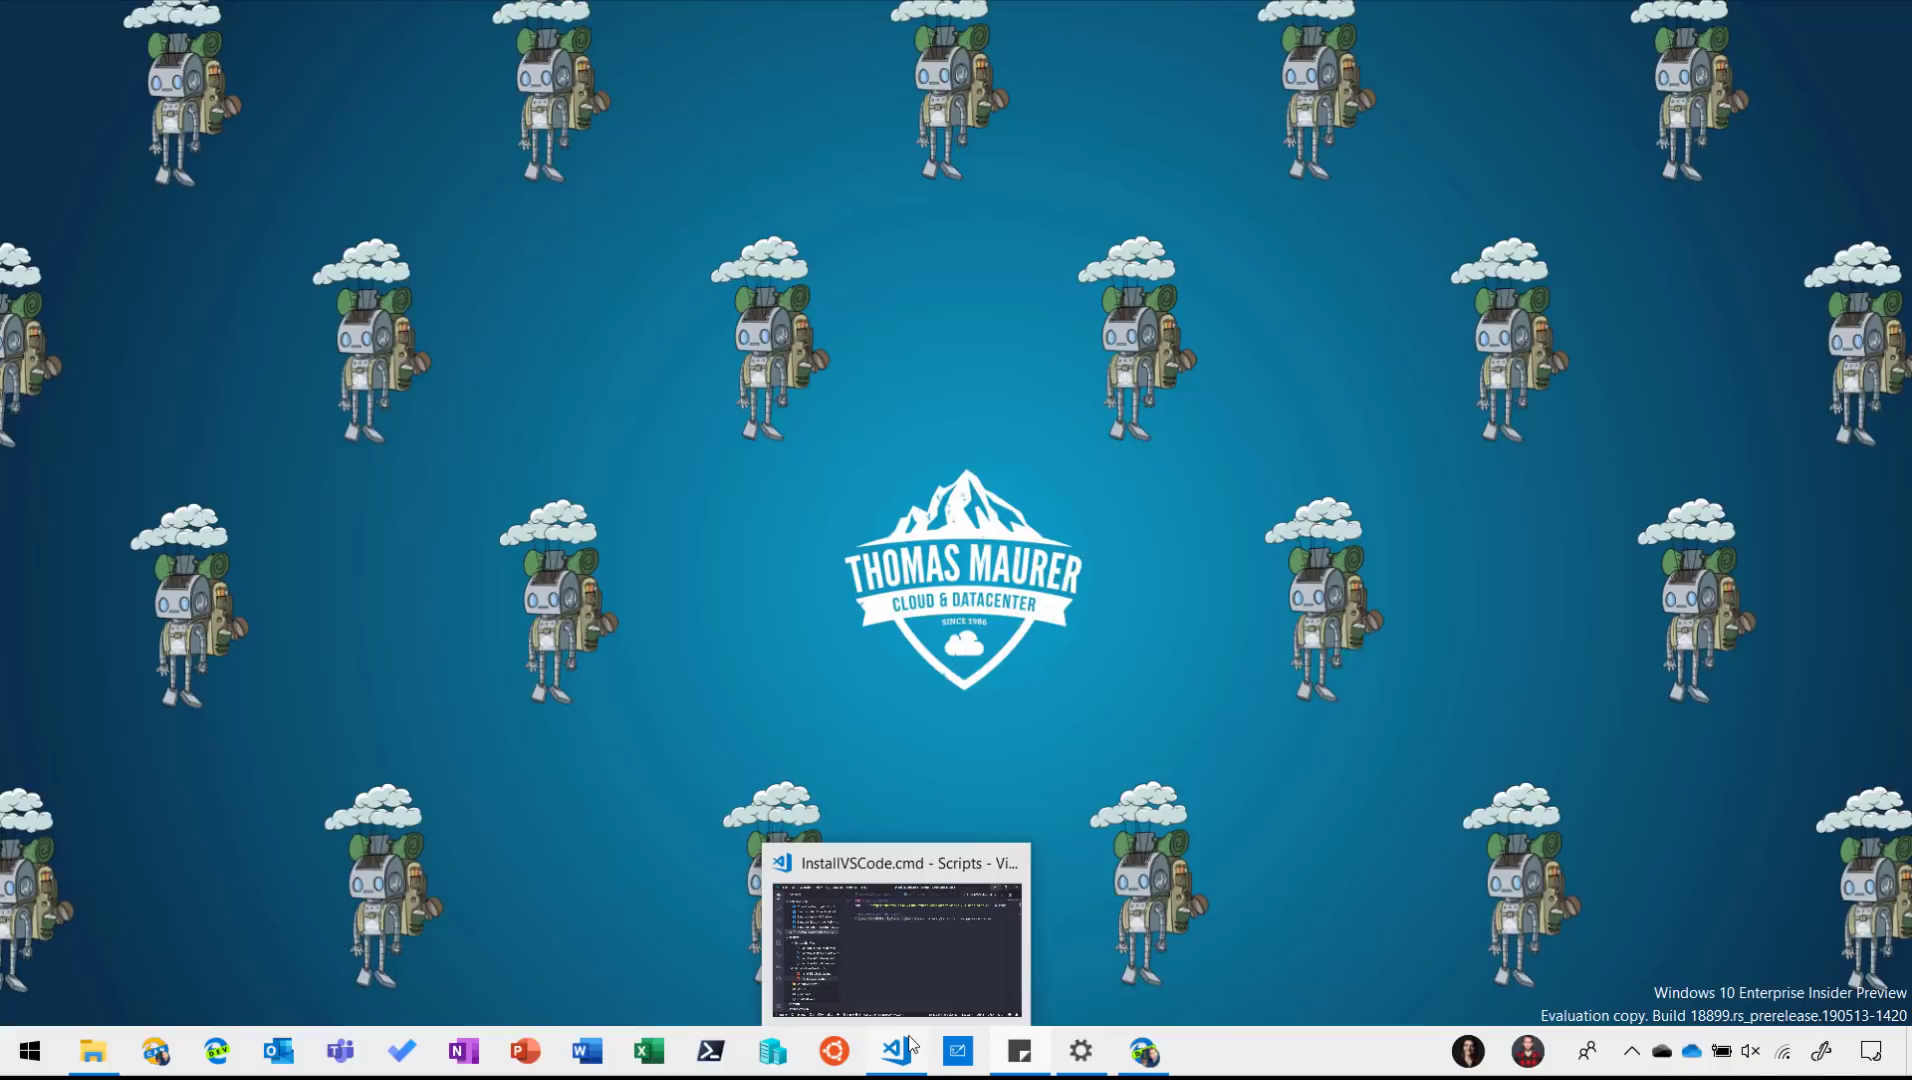 THOMAS MAURER
CLOUD & DATACENTER
SINCE 1986
InstallVSCode.cmd - Scripts - Vi...
Windows 10 Enterprise Insider Preview
Evaluation copy. Build 18899.rs_prerelease.190513-1420